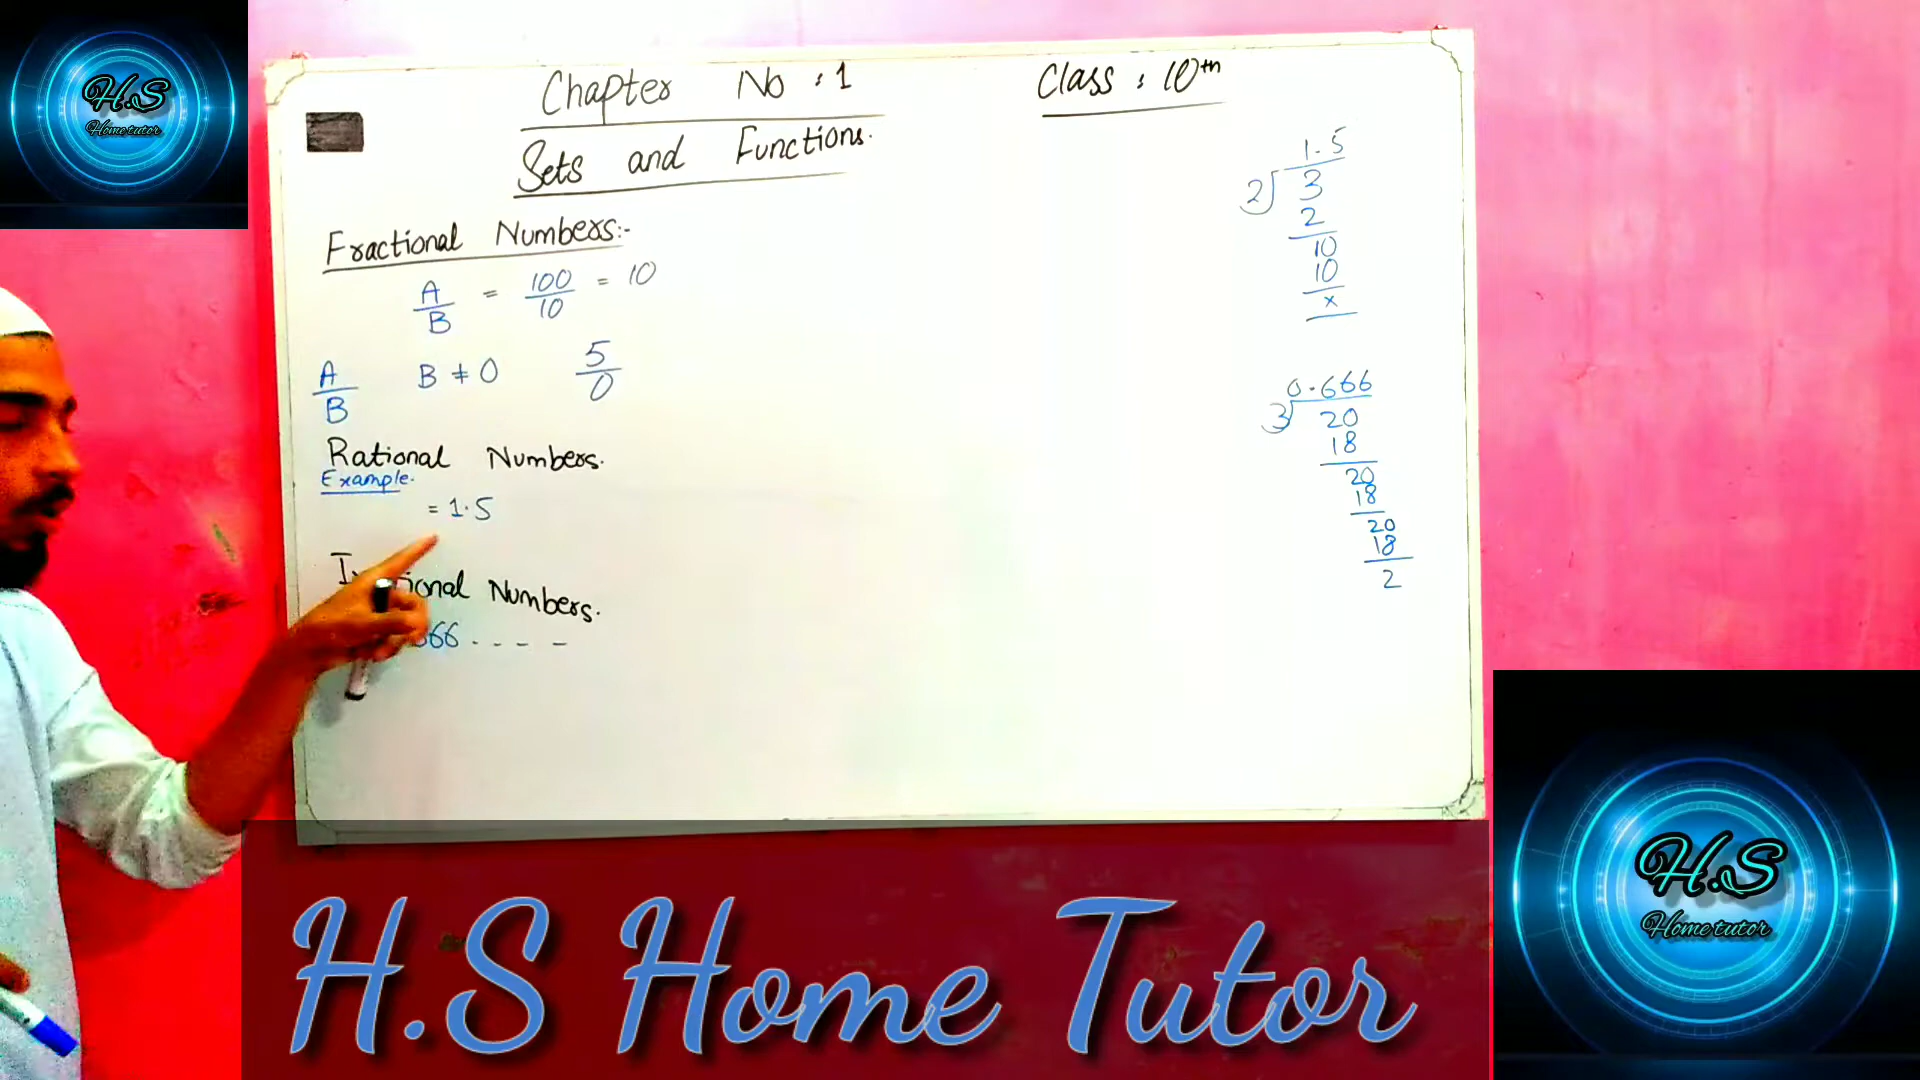 H.S
Home tutor
Chapter No : 1
Class : 10th
Sets and Functions.
Fractional Numbers:-
A/B = 100/10 = 10
A/B B ≠ 0 5/0
Rational Numbers.
Example.
= 1.5
Numbers.
66 - - - -
1.5
2 3
2
10
10
x
0.666
3 20
18
20
18
20
18
2
H.S Home Tutor
H.S
Home tutor